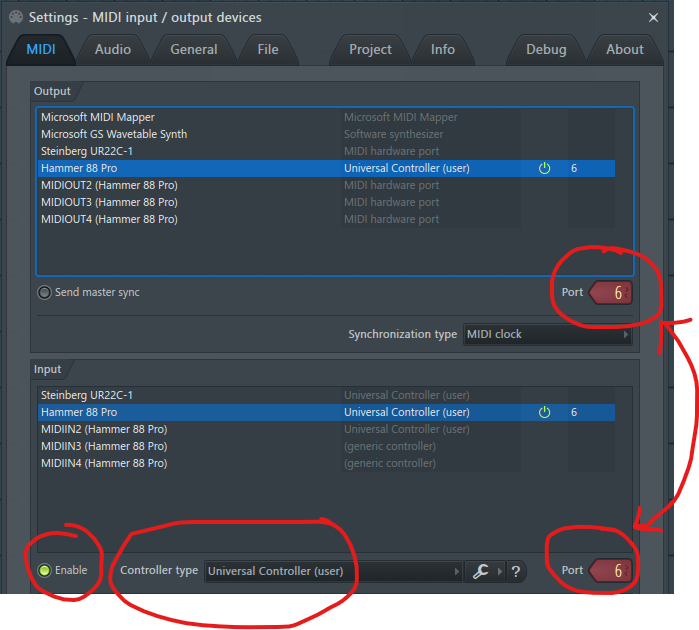 Settings - MIDI input / output devices
MIDI Audio General File Project Info Debug About
Output
Microsoft MIDI Mapper Microsoft MIDI Mapper
Microsoft GS Wavetable Synth Software synthesizer
Steinberg UR22C-1 MIDI hardware port
Hammer 88 Pro Universal Controller (user) 6
MIDIOUT2 (Hammer 88 Pro) MIDI hardware port
MIDIOUT3 (Hammer 88 Pro) MIDI hardware port
MIDIOUT4 (Hammer 88 Pro) MIDI hardware port
Send master sync Port 6
Synchronization type MIDI clock
Input
Steinberg UR22C-1 Universal Controller (user)
Hammer 88 Pro Universal Controller (user) 6
MIDIIN2 (Hammer 88 Pro) Universal Controller (user)
MIDIIN3 (Hammer 88 Pro) (generic controller)
MIDIIN4 (Hammer 88 Pro) (generic controller)
Enable Controller type Universal Controller (user) ? Port 6